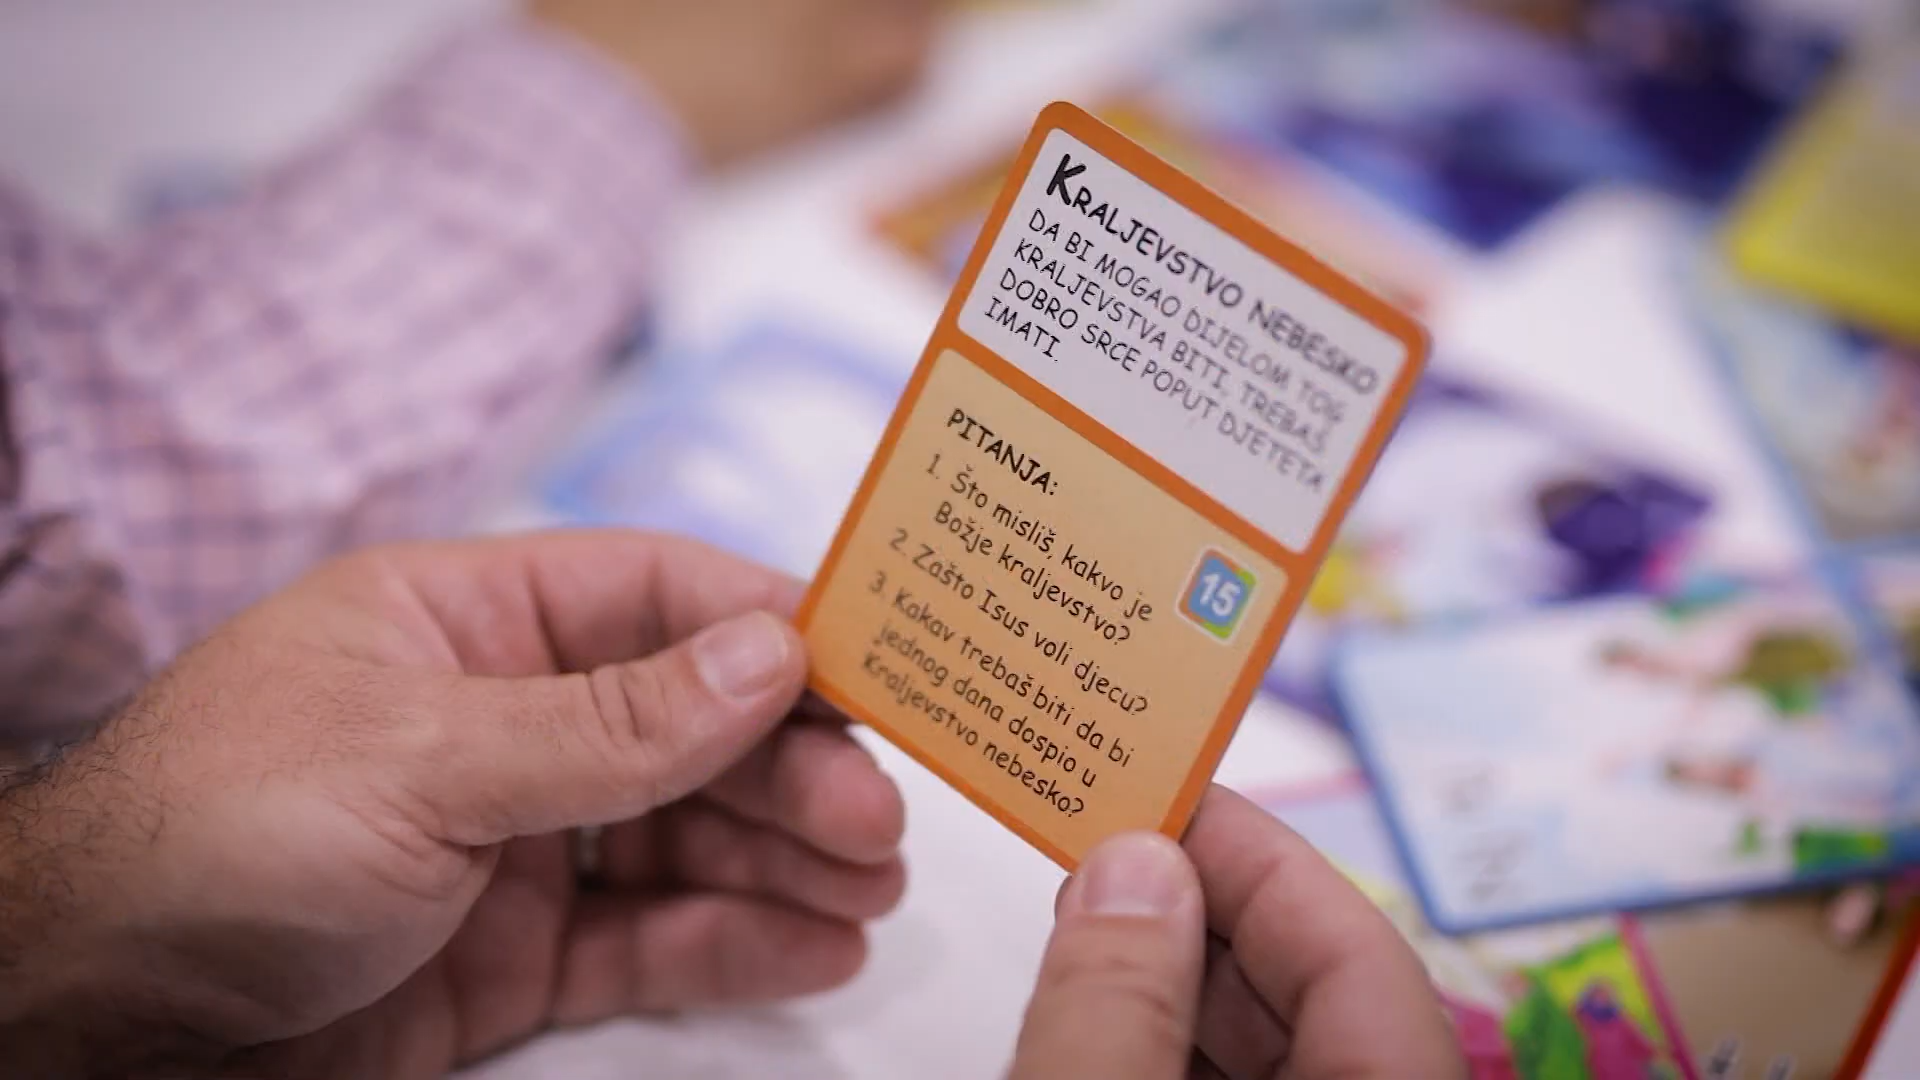 KRALJEVSTVO NEBESKO
DA BI MOGAO DIJELOM TOG
KRALJEVSTVA BITI, TREBAŠ
DOBRO SRCE POPUT DJETETA
IMATI.
PITANJA:
1. Što misliš, kakvo je
Božje kraljevstvo?
15
2. Zašto Isus voli djecu?
3. Kakav trebaš biti da bi
jednog dana dospio u
Kraljevstvo nebesko?